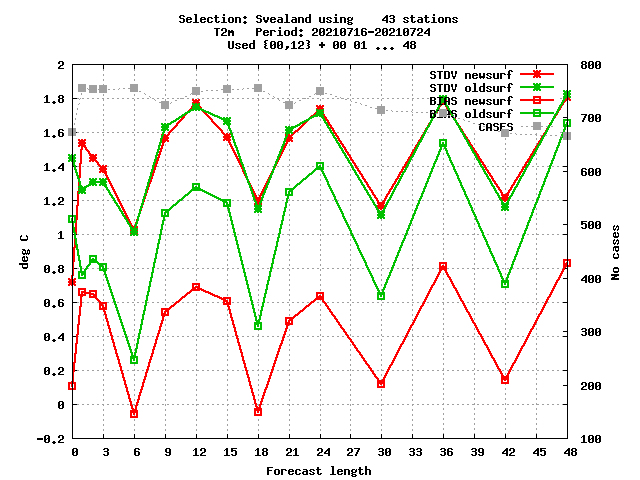 Selection: Svealand using    43 stations
T2m   Period: 20210716-20210724
Used {00,12} + 00 01 ... 48
STDV newsurf
STDV oldsurf
BIAS newsurf
BIAS oldsurf
CASES
2
1.8
1.6
1.4
1.2
1
0.8
0.6
0.4
0.2
0
-0.2
deg C
800
700
600
500
400
300
200
100
No cases
0 3 6 9 12 15 18 21 24 27 30 33 36 39 42 45 48
Forecast length